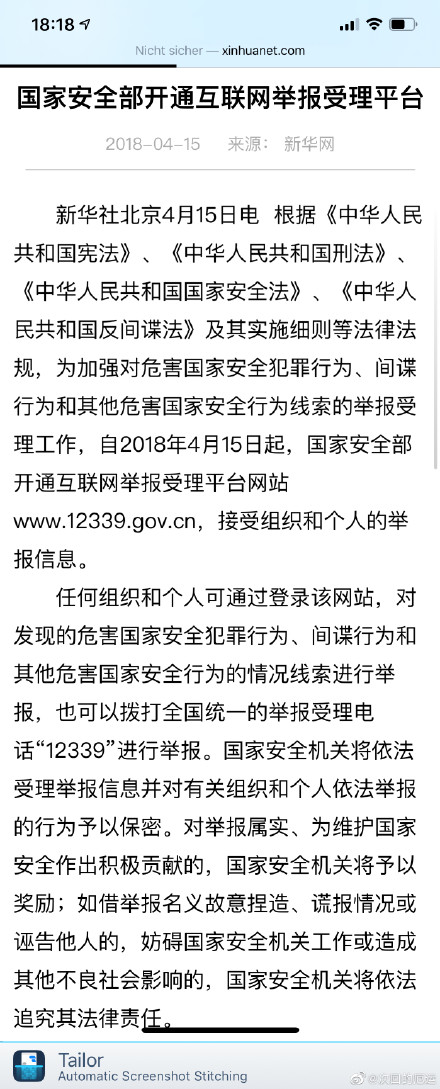 18:18
Nicht sicher — xinhuanet.com
国家安全部开通互联网举报受理平台
2018-04-15 来源： 新华网
新华社北京4月15日电 根据《中华人民
共和国宪法》、《中华人民共和国刑法》、
《中华人民共和国国家安全法》、《中华人
民共和国反间谍法》及其实施细则等法律法
规，为加强对危害国家安全犯罪行为、间谍
行为和其他危害国家安全行为线索的举报受
理工作，自2018年4月15日起，国家安全部
开通互联网举报受理平台网站
www.12339.gov.cn，接受组织和个人的举
报信息。
任何组织和个人可通过登录该网站，对
发现的危害国家安全犯罪行为、间谍行为和
其他危害国家安全行为的情况线索进行举
报，也可以拨打全国统一的举报受理电
话“12339”进行举报。国家安全机关将依法
受理举报信息并对有关组织和个人依法举报
的行为予以保密。对举报属实、为维护国家
安全作出积极贡献的，国家安全机关将予以
奖励；如借举报名义故意捏造、谎报情况或
诬告他人的，妨碍国家安全机关工作或造成
其他不良社会影响的，国家安全机关将依法
追究其法律责任。
Tailor
Automatic Screenshot Stitching